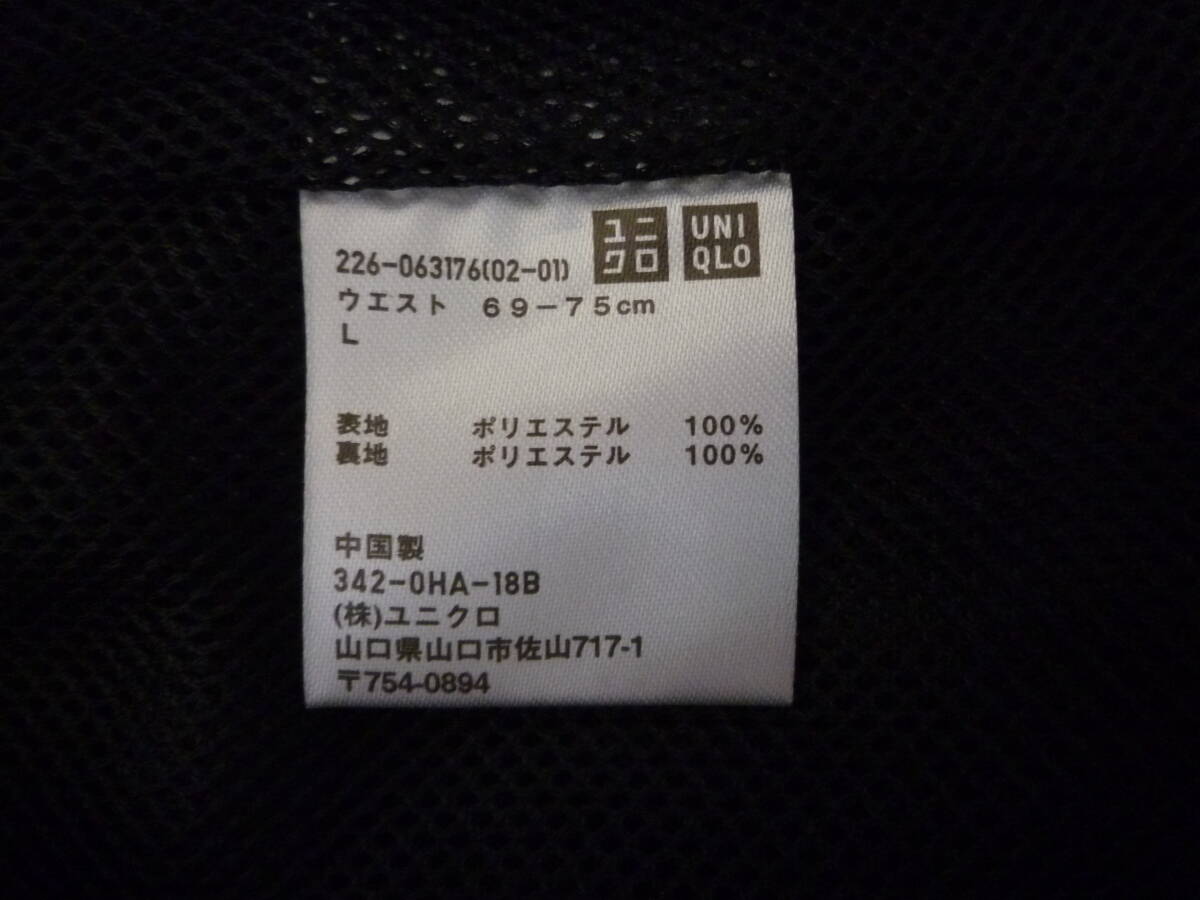 ユニ
クロ
UNI
QLO
226-063176(02-01)
ウエスト 69-75cm
L
表地 ポリエステル 100%
裏地 ポリエステル 100%
中国製
342-0HA-18B
(株)ユニクロ
山口県山口市佐山717-1
〒754-0894